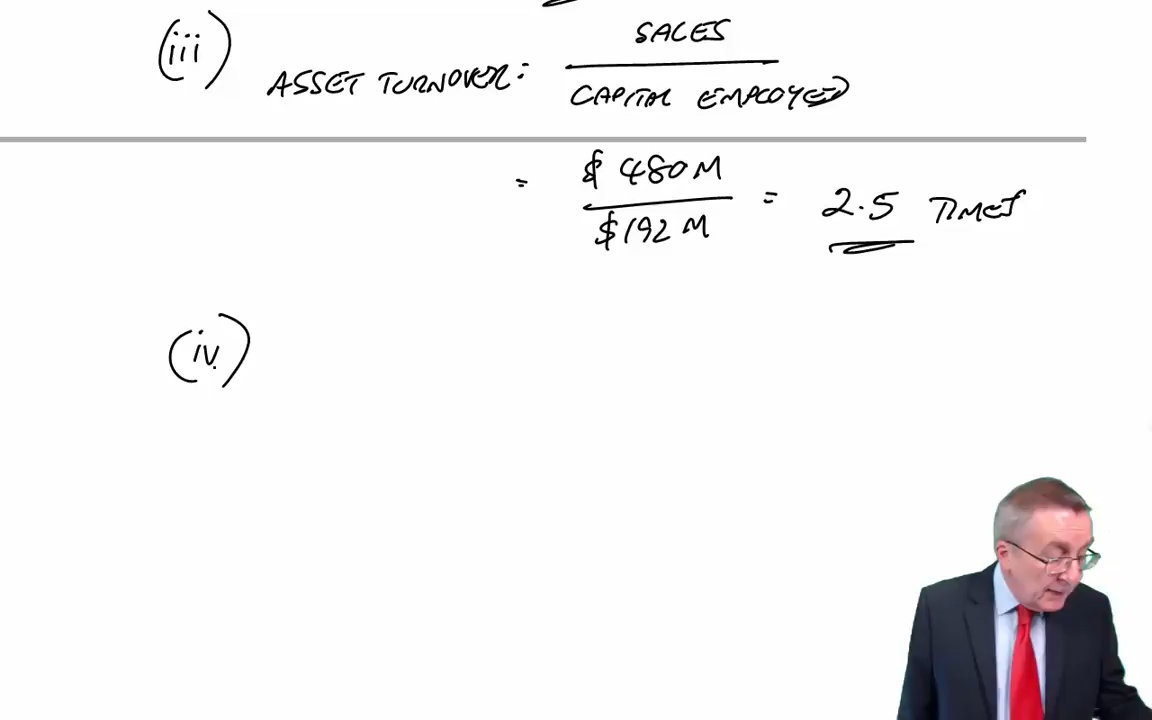 (iii)
ASSET TURNOVER: SALES / CAPITAL EMPLOYED
= $480M / $192M = 2.5 TIMES
(iv)